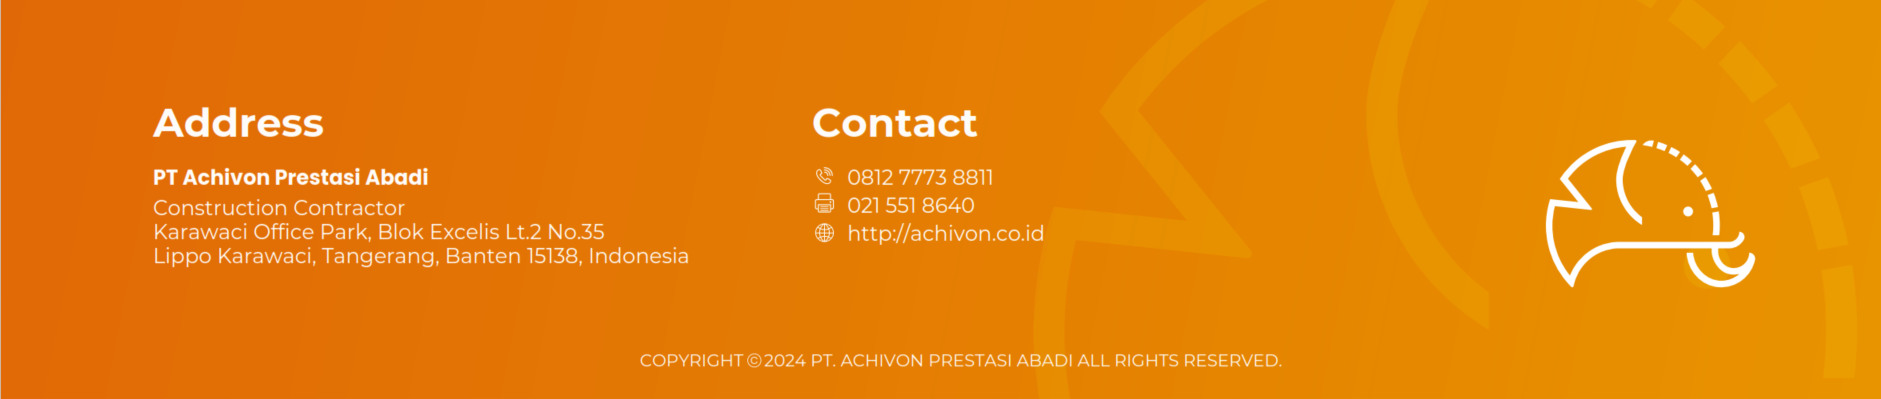 Address
PT Achivon Prestasi Abadi
Construction Contractor
Karawaci Office Park, Blok Excelis Lt.2 No.35
Lippo Karawaci, Tangerang, Banten 15138, Indonesia
Contact
0812 7773 8811
021 551 8640
http://achivon.co.id
COPYRIGHT ©2024 PT. ACHIVON PRESTASI ABADI ALL RIGHTS RESERVED.